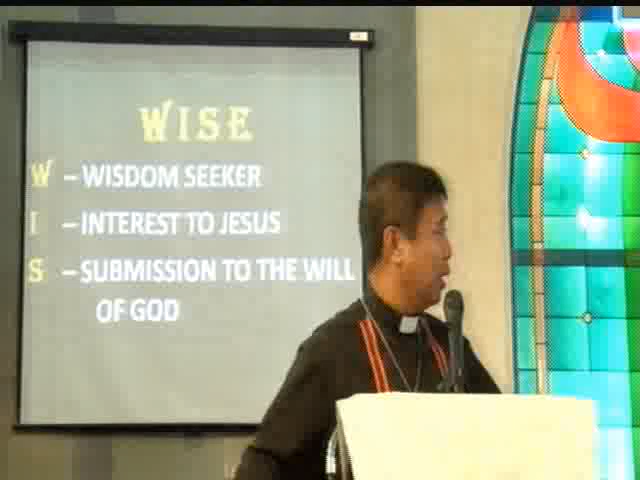 WISE
W – WISDOM SEEKER
I – INTEREST TO JESUS
S – SUBMISSION TO THE WILL
OF GOD